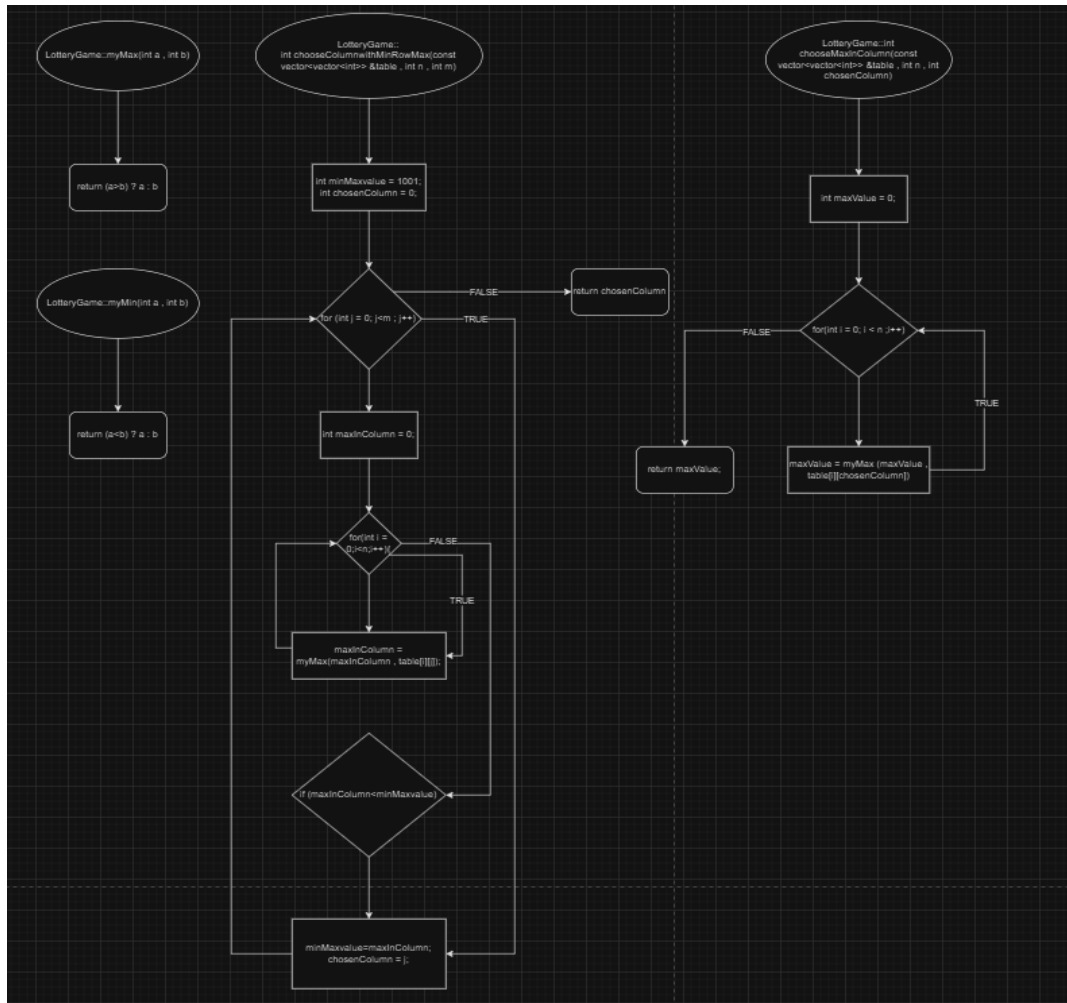 LotteryGame::myMax(int a , int b)
return (a>b) ? a : b
LotteryGame::myMin(int a , int b)
return (a<b) ? a : b
LotteryGame::
int chooseColumnwithMinRowMax(const
vector<vector<int>> &table , int n , int m)
int minMaxvalue = 1001;
int chosenColumn = 0;
for (int j = 0; j<m ; j++)
FALSE
return chosenColumn
TRUE
int maxInColumn = 0;
for(int i =
0;i<n;i++){
FALSE
TRUE
maxInColumn =
myMax(maxInColumn , table[i][j]);
if (maxInColumn<minMaxvalue)
minMaxvalue=maxInColumn;
chosenColumn = j;
LotteryGame::int
chooseMaxInColumn(const
vector<vector<int>> &table , int n , int
chosenColumn)
int maxValue = 0;
for(int i = 0; i < n ;i++)
FALSE
TRUE
return maxValue;
maxValue = myMax (maxValue ,
table[i][chosenColumn])